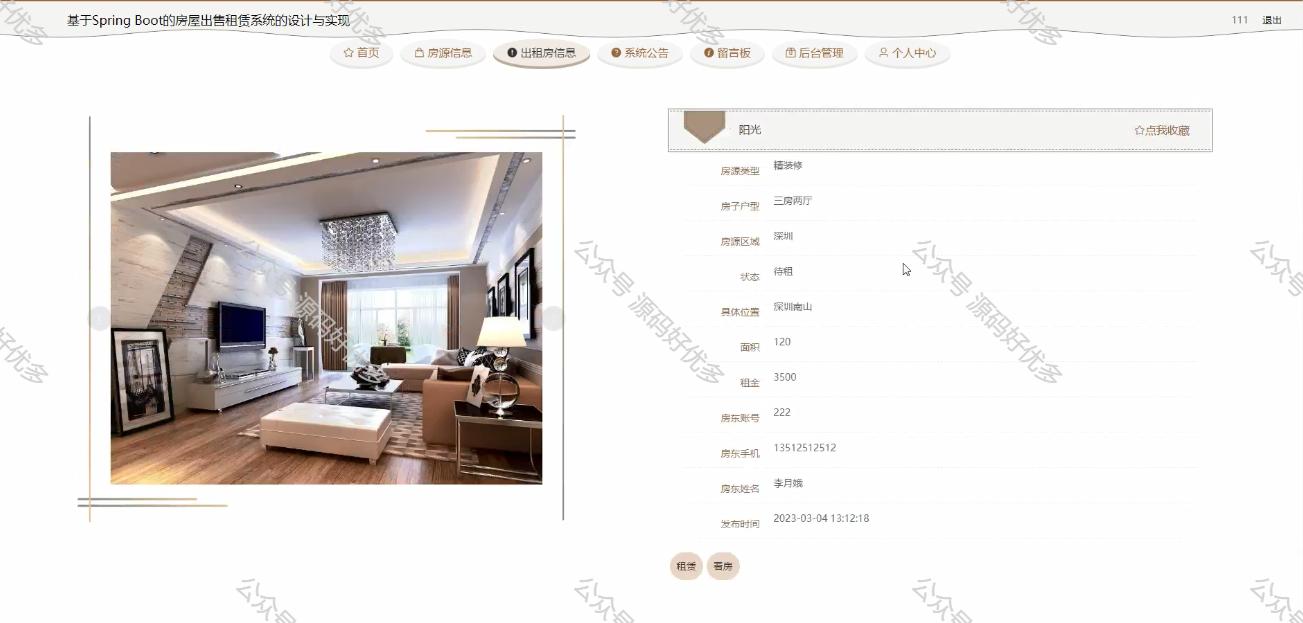 基于Spring Boot的房屋出售租赁系统的设计与实现
111 退出
首页 房源信息 出租房信息 系统公告 留言板 后台管理 个人中心
阳光
点我收藏
房源类型 精装修
房子户型 三房两厅
房源区域 深圳
状态 待租
具体位置 深圳南山
面积 120
租金 3500
房东账号 222
房东手机 13512512512
房东姓名 李月娥
发布时间 2023-03-04 13:12:18
租赁 看房
好优多
好优多
好优多
公众号 源码好优多
公众号 源码好优多
公众号 源码好优多
公众号
好优多
公众号
公众号
公众号
公众号